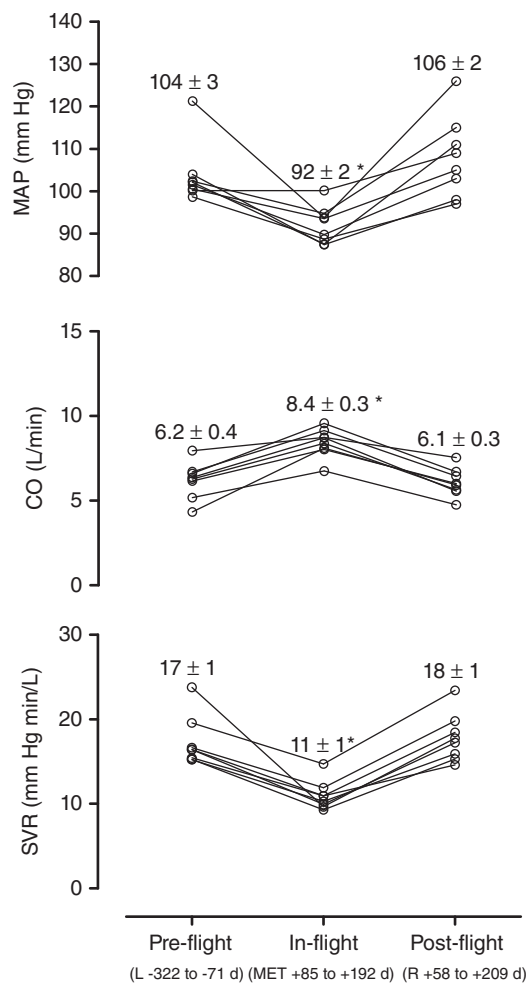 140
130
120
110
100
90
80
MAP (mm Hg)
104 ± 3
92 ± 2 *
106 ± 2
15
10
5
0
CO (L/min)
6.2 ± 0.4
8.4 ± 0.3 *
6.1 ± 0.3
30
20
10
0
SVR (mm Hg min/L)
17 ± 1
11 ± 1*
18 ± 1
Pre-flight In-flight Post-flight
(L -322 to -71 d) (MET +85 to +192 d) (R +58 to +209 d)